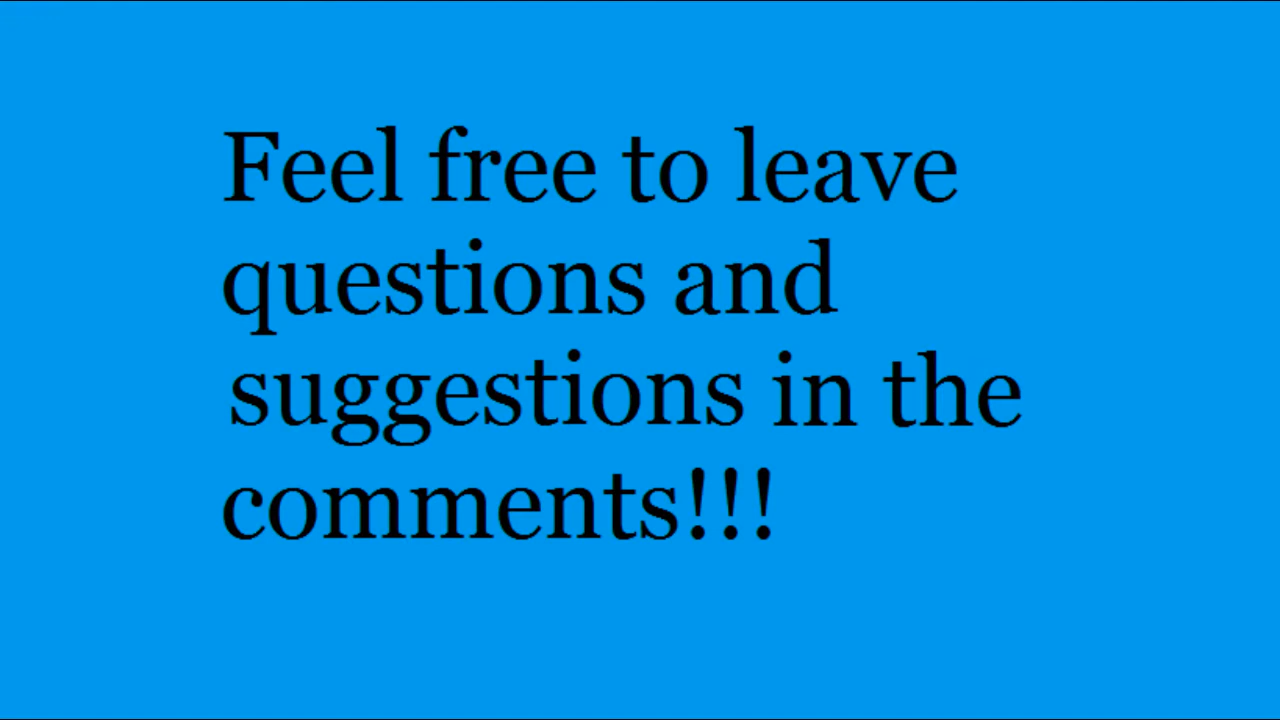 Feel free to leave
questions and
suggestions in the
comments!!!